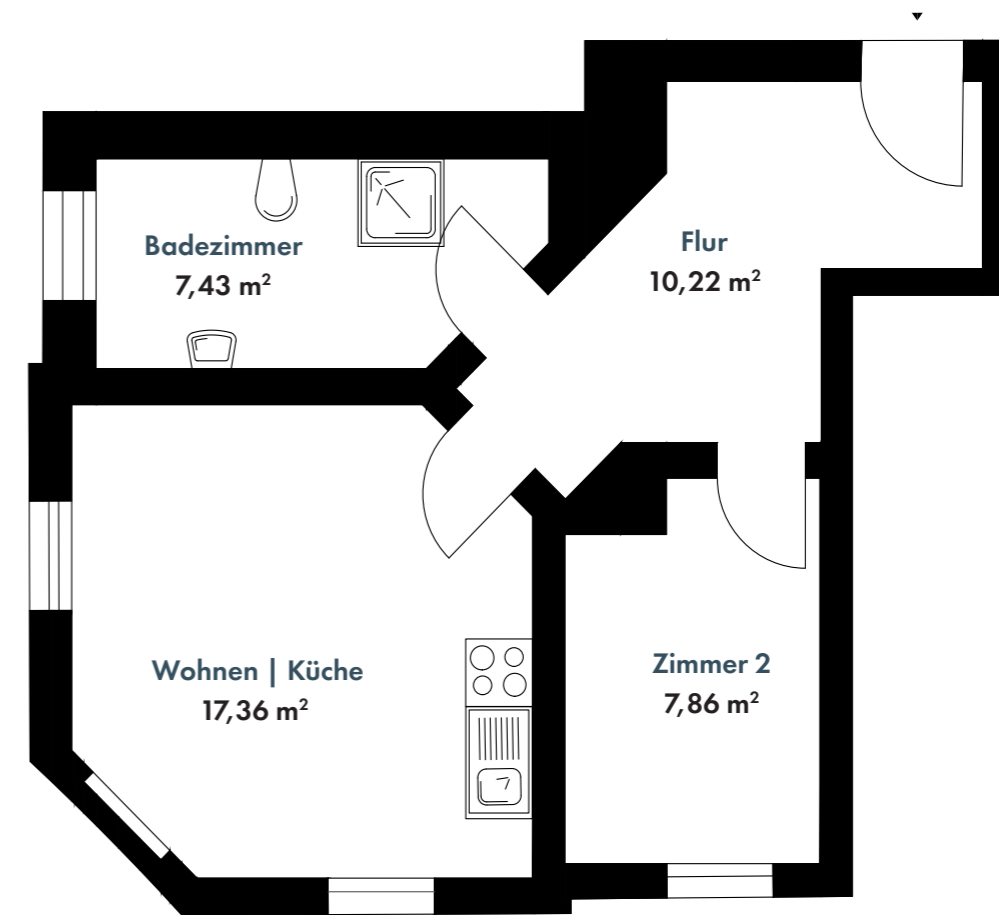 Badezimmer
7,43 m²
Flur
10,22 m²
Wohnen | Küche
17,36 m²
Zimmer 2
7,86 m²